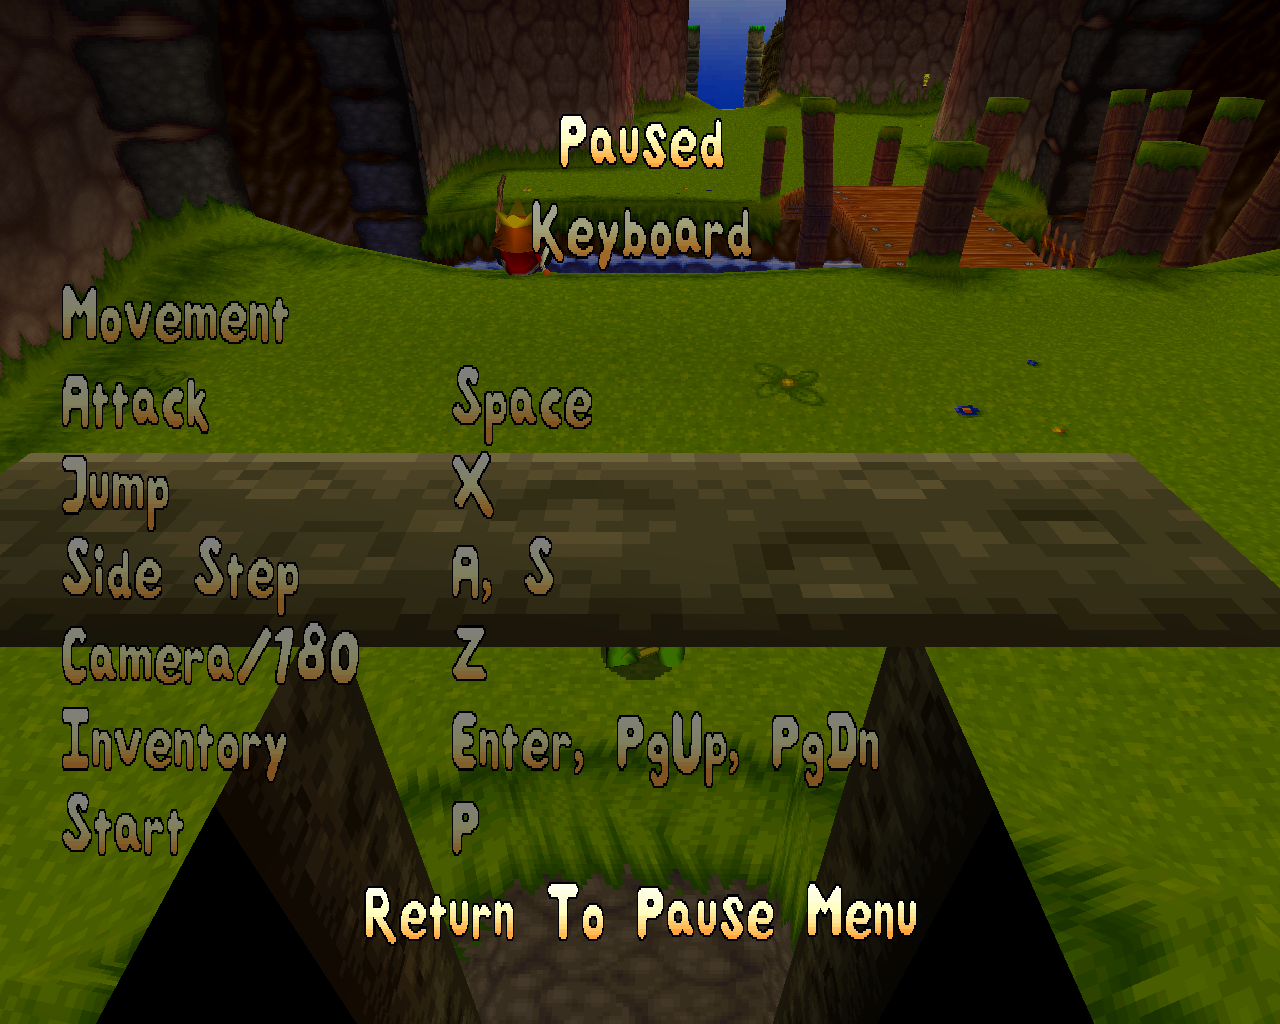 Paused
Keyboard
Movement
Attack Space
Jump X
Side Step A, S
Camera/180 Z
Inventory Enter, PgUp, PgDn
Start P
Return To Pause Menu